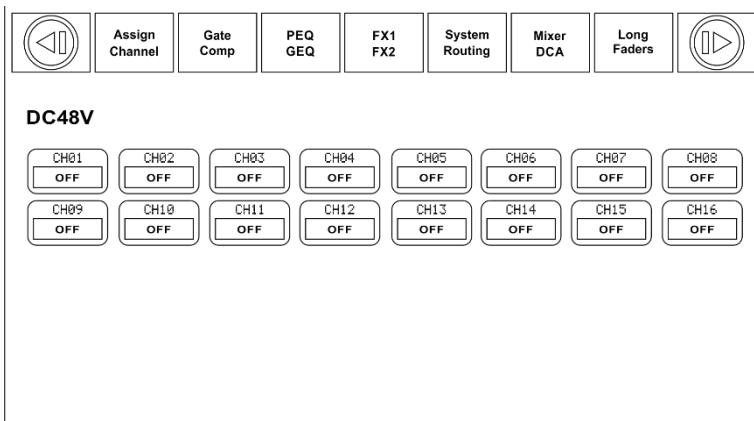 Assign Channel
Gate Comp
PEQ GEQ
FX1 FX2
System Routing
Mixer DCA
Long Faders
DC48V
CH01 CH02 CH03 CH04 CH05 CH06 CH07 CH08
OFF OFF OFF OFF OFF OFF OFF OFF
CH09 CH10 CH11 CH12 CH13 CH14 CH15 CH16
OFF OFF OFF OFF OFF OFF OFF OFF